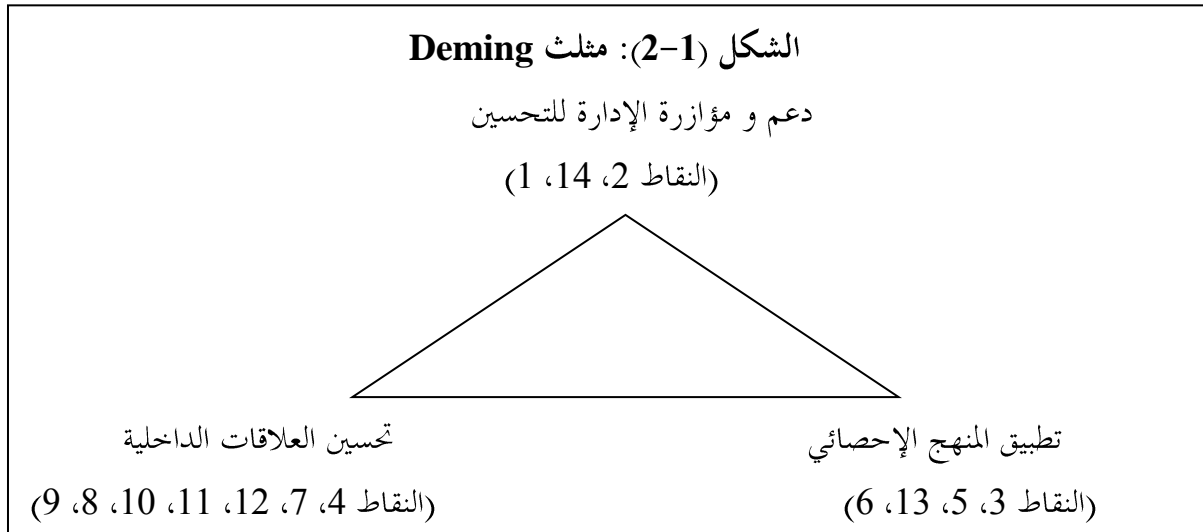 الشكل (1-2): مثلث Deming
دعم و مؤازرة الإدارة للتحسين
(النقاط 2، 14، 1)
تطبيق المنهج الإحصائي
(النقاط 3، 5، 13، 6)
تحسين العلاقات الداخلية
(النقاط 4، 7، 12، 11، 10، 8، 9)